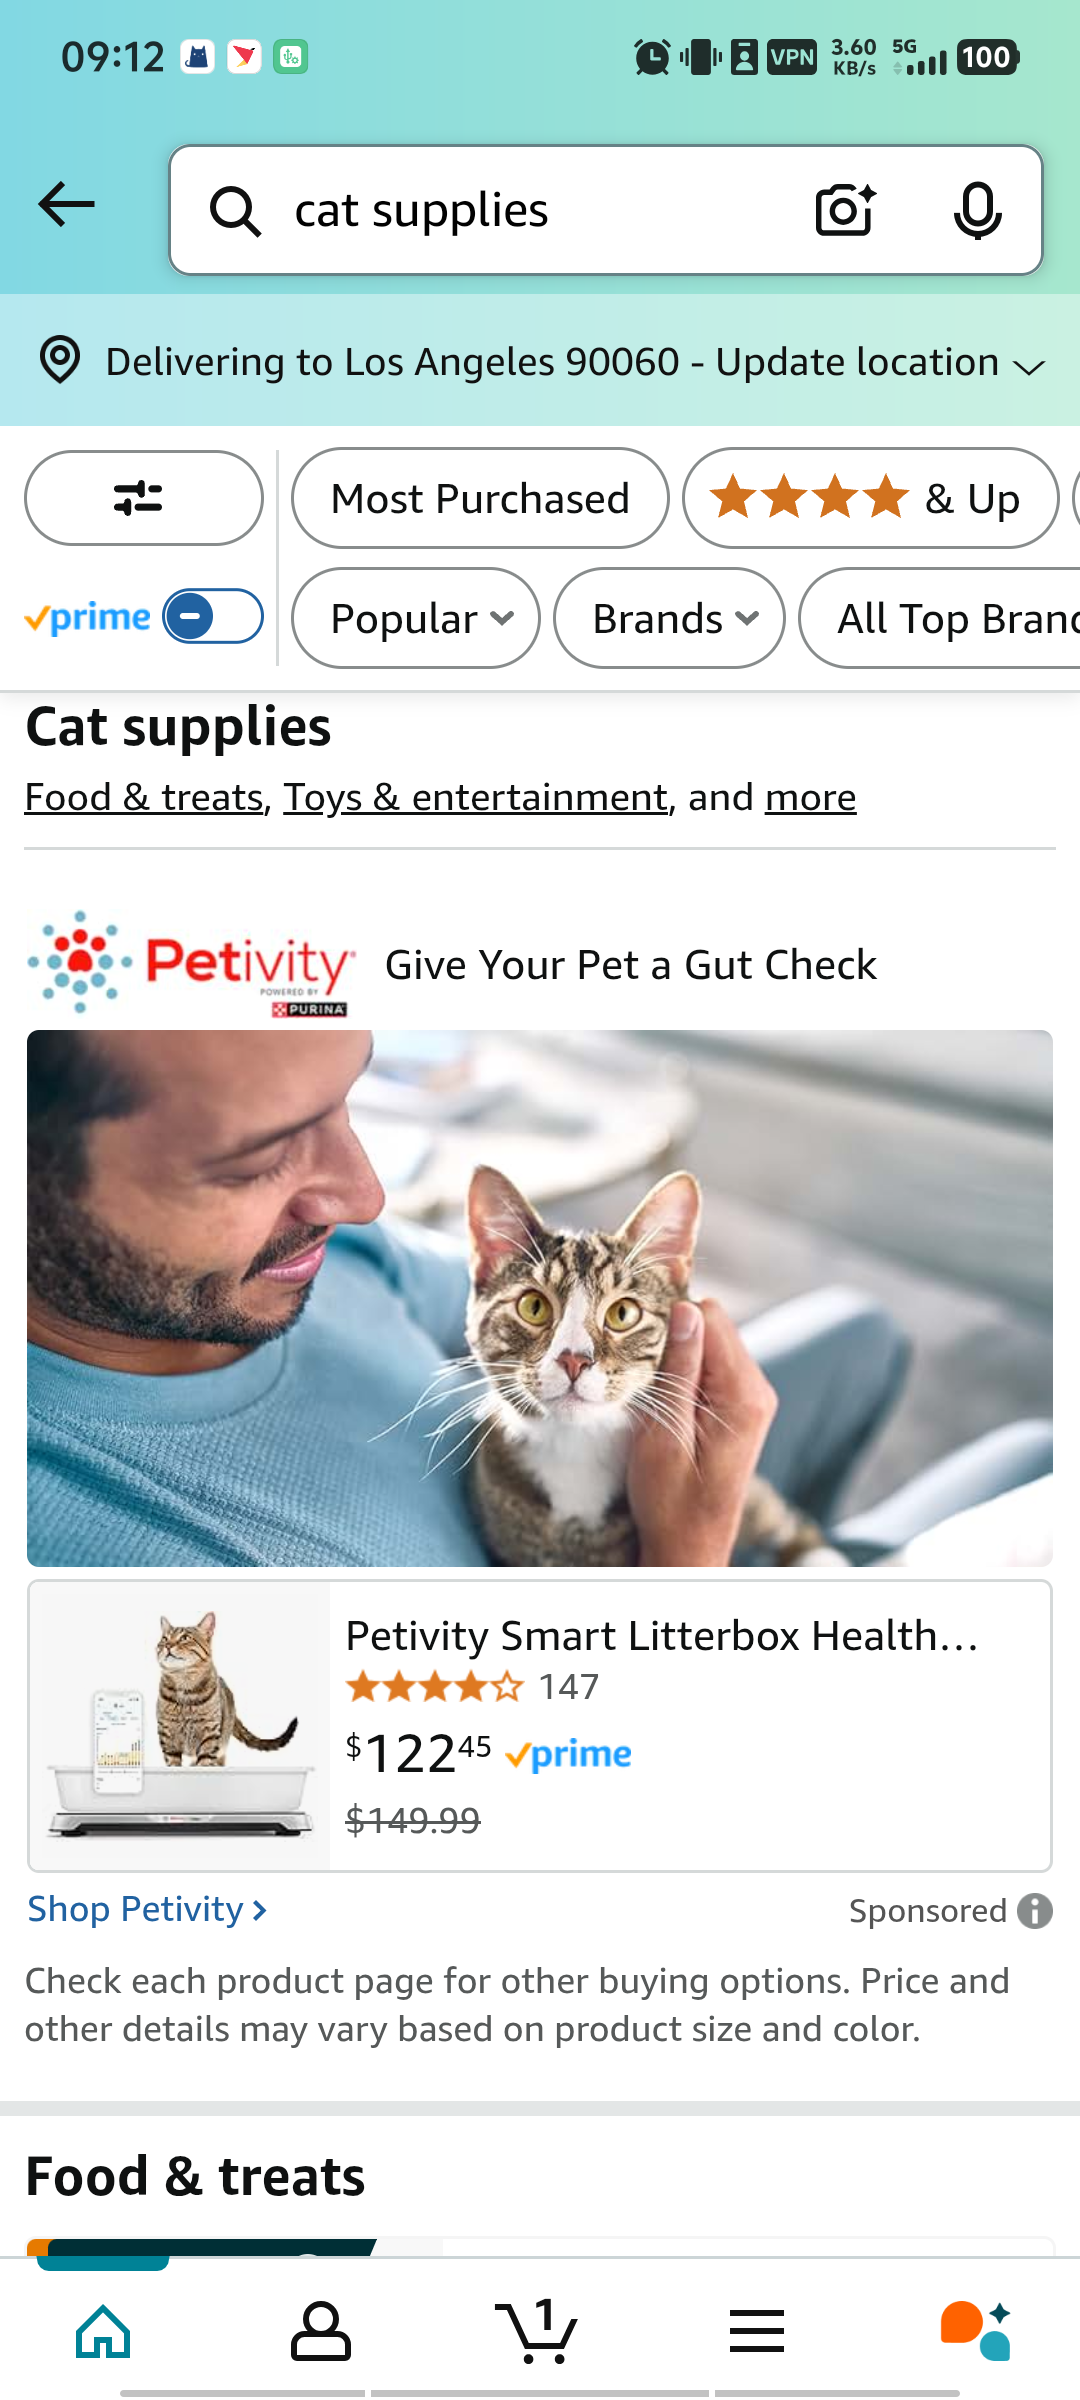 09:12
VPN
3.60
KB/s
5G
100
cat supplies
Delivering to Los Angeles 90060 - Update location
Most Purchased
& Up
prime
Popular
Brands
All Top Branc
Cat supplies
Food & treats, Toys & entertainment, and more
Petivity
POWERED BY
PURINA
Give Your Pet a Gut Check
Petivity Smart Litterbox Health...
147
$122 45 prime
$149.99
Shop Petivity
Sponsored
Check each product page for other buying options. Price and
other details may vary based on product size and color.
Food & treats
1